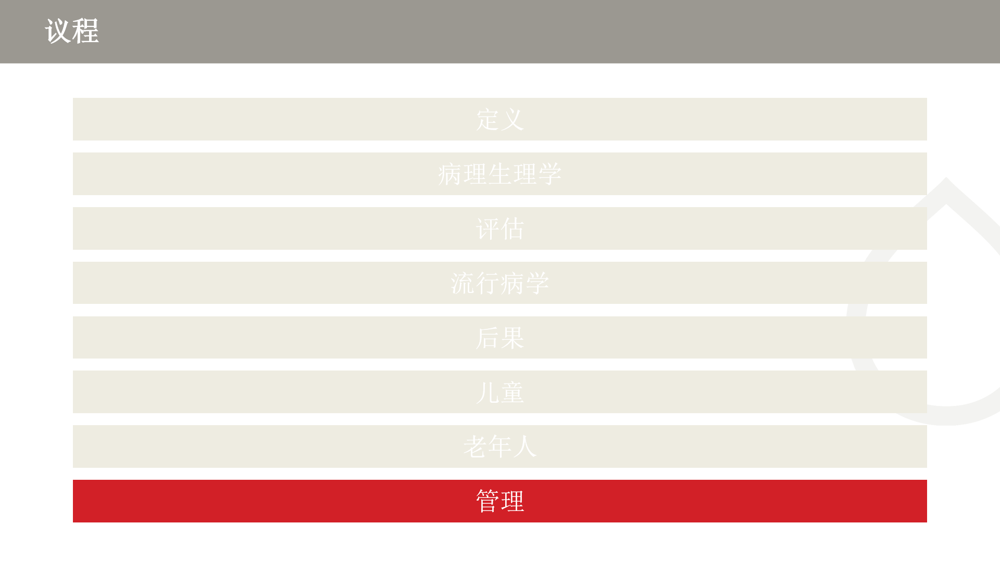 议程
定义
病理生理学
评估
流行病学
后果
儿童
老年人
管理